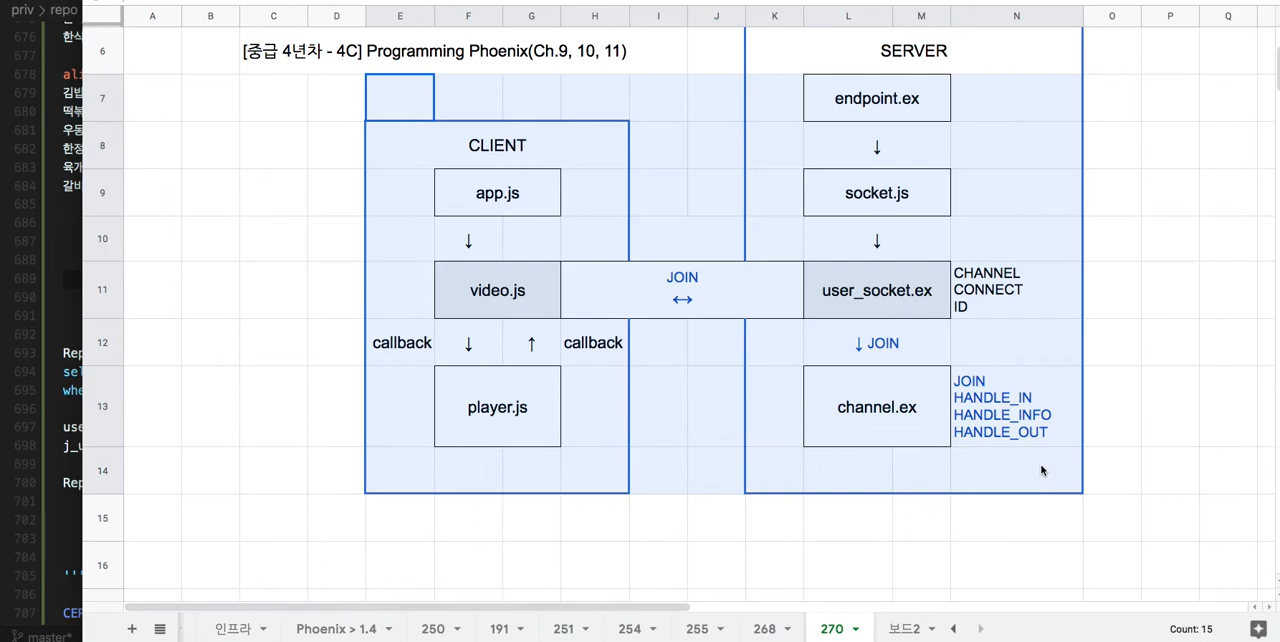 priv > repo
A B C D E F G H I J K L M N O P Q
6 [중급 4년차 - 4C] Programming Phoenix(Ch.9, 10, 11) SERVER
7 endpoint.ex
8 CLIENT ↓
9 app.js socket.js
10 ↓ ↓
11 video.js JOIN ↔ user_socket.ex CHANNEL
CONNECT
ID
12 callback ↓ ↑ callback ↓ JOIN
13 player.js channel.ex JOIN
HANDLE_IN
HANDLE_INFO
HANDLE_OUT
14
15
16
676 한식
677
678 ali
679 김밥
680 떡볶
681 우동
682 한정
683 육가
684 갈비
685
686
687
688
689
690
691
692
693 Rep
694 sel
695 whe
696
697 use
698 j_u
699
700 Rep
701
702
703
704
705 '''
706
707 CER
master*
+ 인프라 Phoenix > 1.4 250 191 251 254 255 268 270 보드2 Count: 15